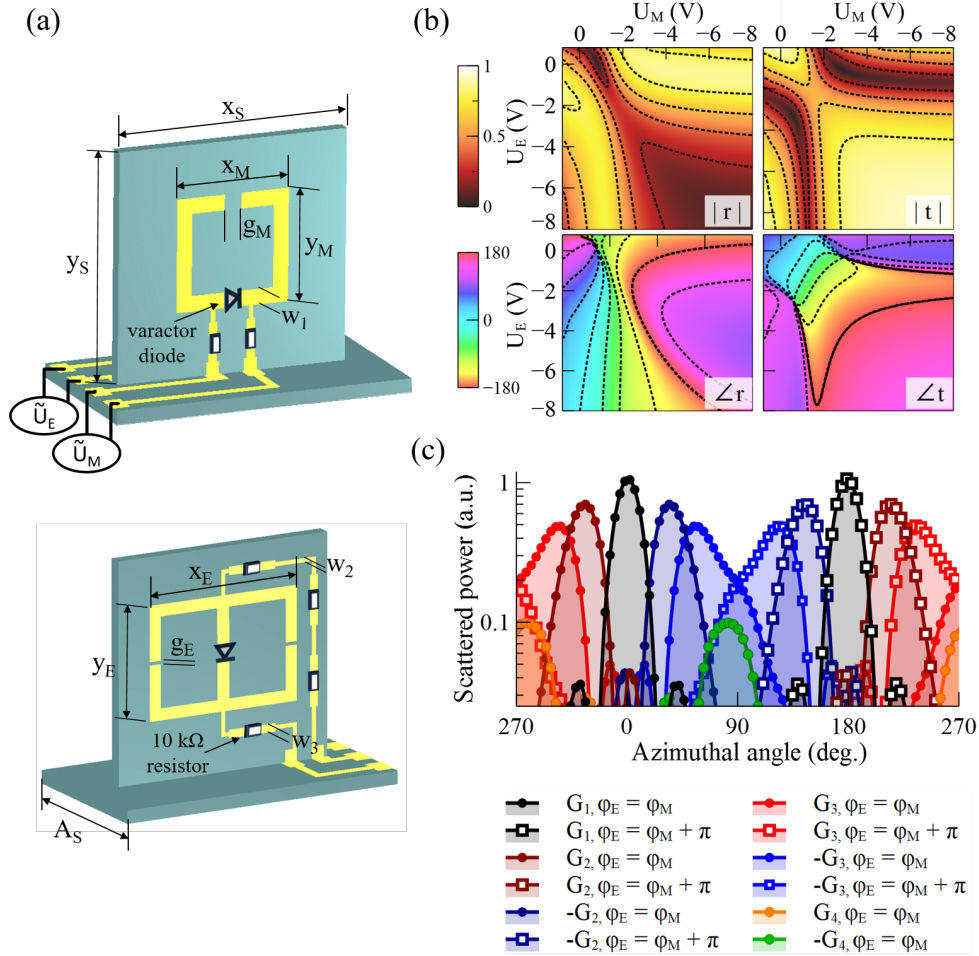 (a)
x_S
x_M
g_M
y_M
y_S
w_1
varactor
diode
Ũ_E
Ũ_M
x_E
w_2
g_E
y_E
10 kΩ
resistor
w_3
A_S
(b)
U_M (V)
U_M (V)
0 −2 −4 −6 −8
0 −2 −4 −6 −8
1
0.5
0
U_E (V)
0
−2
−4
−6
−8
| r |
| t |
180
90
0
−90
−180
U_E (V)
0
−2
−4
−6
−8
∠r
∠t
(c)
Scattered power (a.u.)
1
0.1
270 0 90 180 270
Azimuthal angle (deg.)
G_1, φ_E = φ_M
G_1, φ_E = φ_M + π
G_2, φ_E = φ_M
G_2, φ_E = φ_M + π
-G_2, φ_E = φ_M
-G_2, φ_E = φ_M + π
G_3, φ_E = φ_M
G_3, φ_E = φ_M + π
-G_3, φ_E = φ_M
-G_3, φ_E = φ_M + π
G_4, φ_E = φ_M
-G_4, φ_E = φ_M